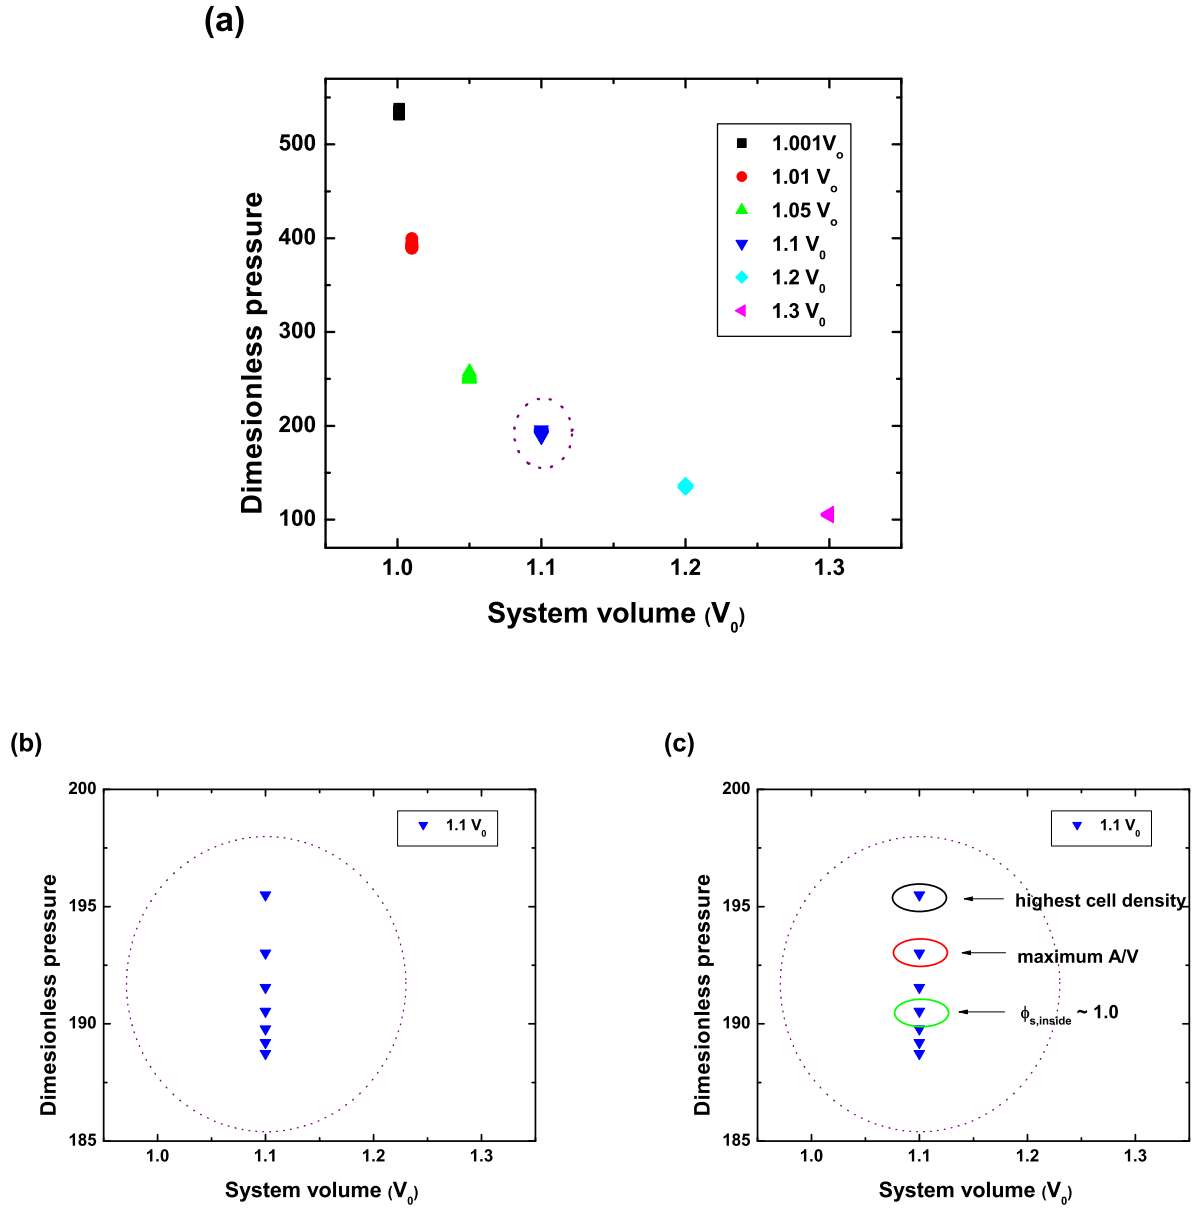 (a)
Dimesionless pressure
500
400
300
200
100
1.001V₀
1.01 V₀
1.05 V₀
1.1 V₀
1.2 V₀
1.3 V₀
1.0 1.1 1.2 1.3
System volume (V₀)
(b)
Dimesionless pressure
200
195
190
185
1.1 V₀
1.0 1.1 1.2 1.3
System volume (V₀)
(c)
Dimesionless pressure
200
195
190
185
1.1 V₀
highest cell density
maximum A/V
ϕs,inside ~ 1.0
1.0 1.1 1.2 1.3
System volume (V₀)